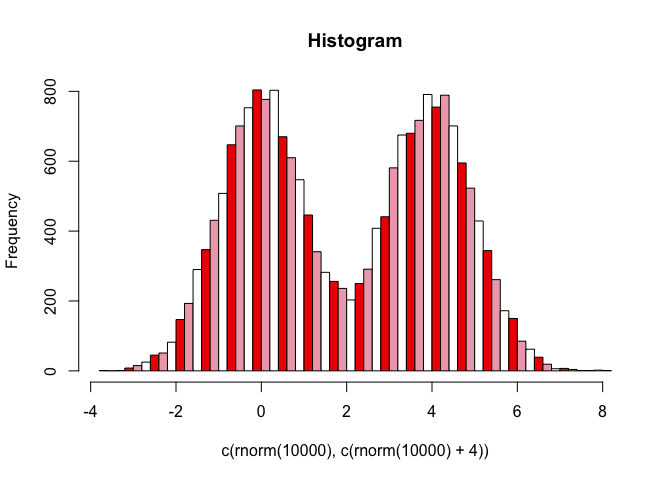 Histogram
Frequency
800
600
400
200
0
-4 -2 0 2 4 6 8
c(rnorm(10000), c(rnorm(10000) + 4))